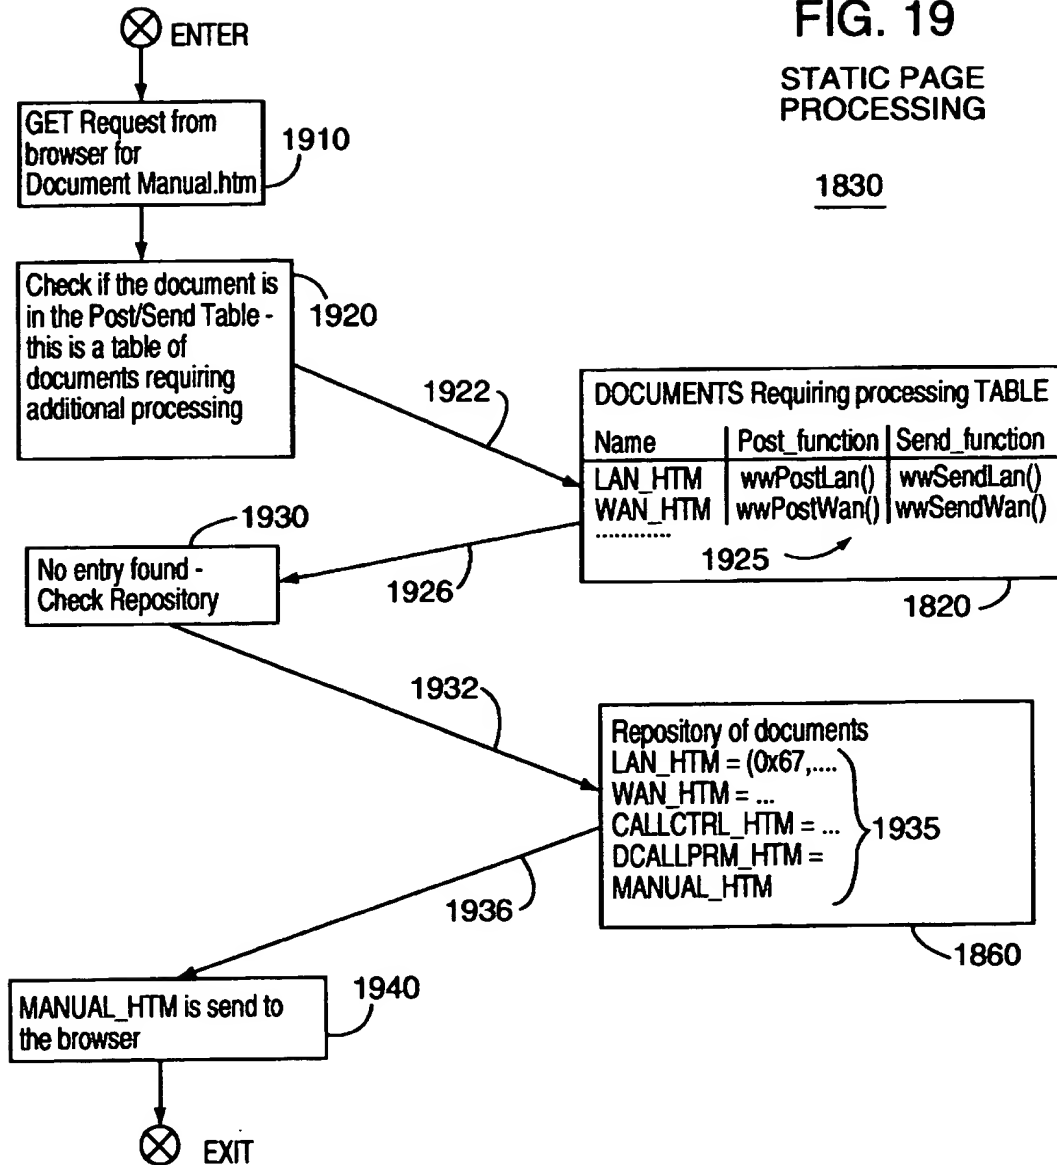 FIG. 19
STATIC PAGE
PROCESSING
1830
ENTER
GET Request from
browser for
Document Manual.htm
1910
Check if the document is
in the Post/Send Table -
this is a table of
documents requiring
additional processing
1920
1922
DOCUMENTS Requiring processing TABLE
Name Post_function Send_function
LAN_HTM wwPostLan() wwSendLan()
WAN_HTM wwPostWan() wwSendWan()
............
1925
1820
1926
1930
No entry found -
Check Repository
1932
Repository of documents
LAN_HTM = (0x67,....
WAN_HTM = ...
CALLCTRL_HTM = ...
DCALLPRM_HTM =
MANUAL_HTM
1935
1860
1936
MANUAL_HTM is send to
the browser
1940
EXIT